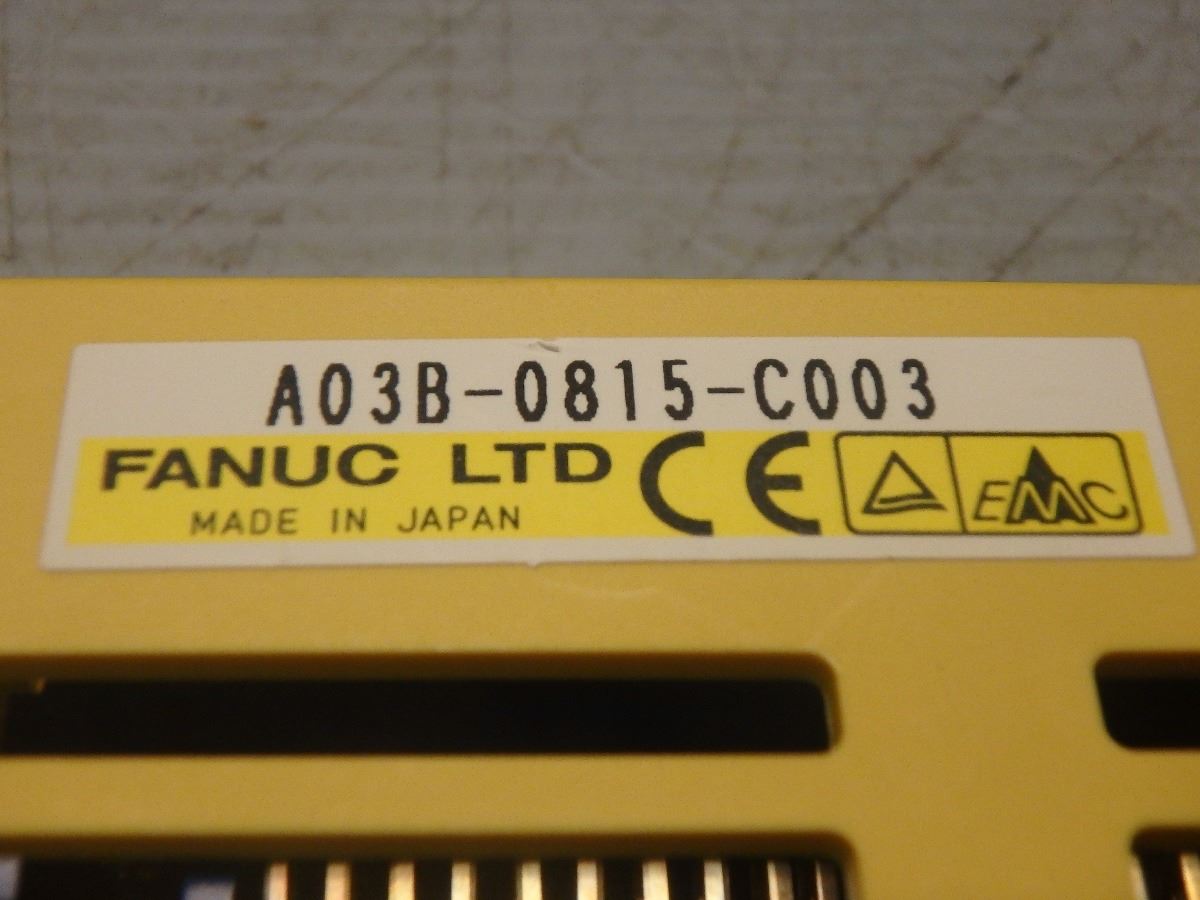 A03B-0815-C003
FANUC LTD CE EMC
MADE IN JAPAN